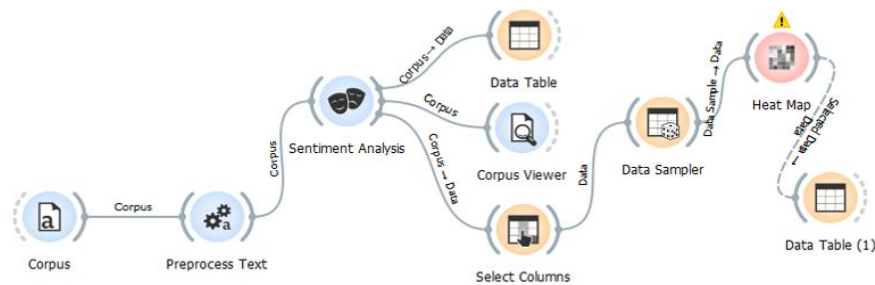 Corpus → Data
Data Table
Corpus
Sentiment Analysis
Corpus Viewer
Corpus → Data
Corpus
Data
Data Sampler
Data Sample → Data
Heat Map
Selected Data →
Data
Data Table (1)
a
Corpus
Corpus
a
Preprocess Text
Select Columns